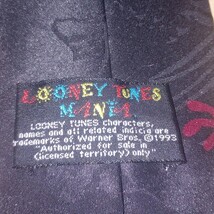 LOONEY TUNES
MANIA
LOONEY TUNES characters,
names and all related indicia are
trademarks of Warner Bros. ©1993
"Authorized for sale in
(licensed territory) only"